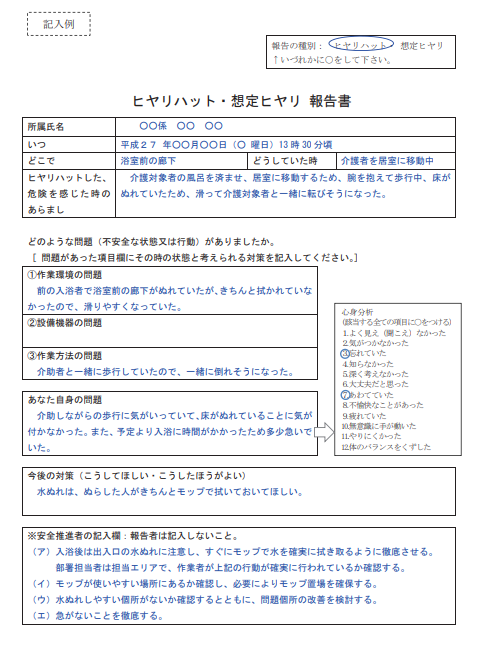 記入例
報告の種別： ヒヤリハット・ 想定ヒヤリ
↑いづれかに○をして下さい。
ヒヤリハット・想定ヒヤリ 報告書
所属氏名 〇〇係 〇〇 〇〇
いつ 平成２７ 年〇〇月〇〇日（〇 曜日）13 時 30 分頃
どこで 浴室前の廊下 どうしていた時 介護者を居室に移動中
ヒヤリハットした、
危険を感じた時の
あらまし
介護対象者の風呂を済ませ、居室に移動するため、腕を抱えて歩行中、床が
ぬれていたため、滑って介護対象者と一緒に転びそうになった。
どのような問題（不安全な状態又は行動）がありましたか。
［ 問題があった項目欄にその時の状態と考えられる対策を記入してください。］
①作業環境の問題
前の入浴者で浴室前の廊下がぬれていたが、きちんと拭かれていな
かったので、滑りやすくなっていた。
②設備機器の問題
③作業方法の問題
介助者と一緒に歩行していたので、一緒に倒れそうになった。
あなた自身の問題
介助しながらの歩行に気がいっていて、床がぬれていることに気が
付かなかった。また、予定より入浴に時間がかかったため多少急いで
いた。
心身分析
（該当する全ての項目に○をつける）
1.よく見え（聞こえ）なかった
2.気がつかなかった
③忘れていた
4.知らなかった
5.深く考えなかった
6.大丈夫だと思った
⑦あわてていた
8.不愉快なことがあった
9.疲れていた
10.無意識に手が動いた
11.やりにくかった
12.体のバランスをくずした
今後の対策（こうしてほしい・こうしたほうがよい）
水ぬれは、ぬらした人がきちんとモップで拭いておいてほしい。
※安全推進者の記入欄：報告者は記入しないこと。
（ア）入浴後は出入口の水ぬれに注意し、すぐにモップで水を確実に拭き取るように徹底させる。
部署担当者は担当エリアで、作業者が上記の行動が確実に行われているか確認する。
（イ）モップが使いやすい場所にあるか確認し、必要によりモップ置場を確保する。
（ウ）水ぬれしやすい個所がないか確認するとともに、問題個所の改善を検討する。
（エ）急がないことを徹底する。